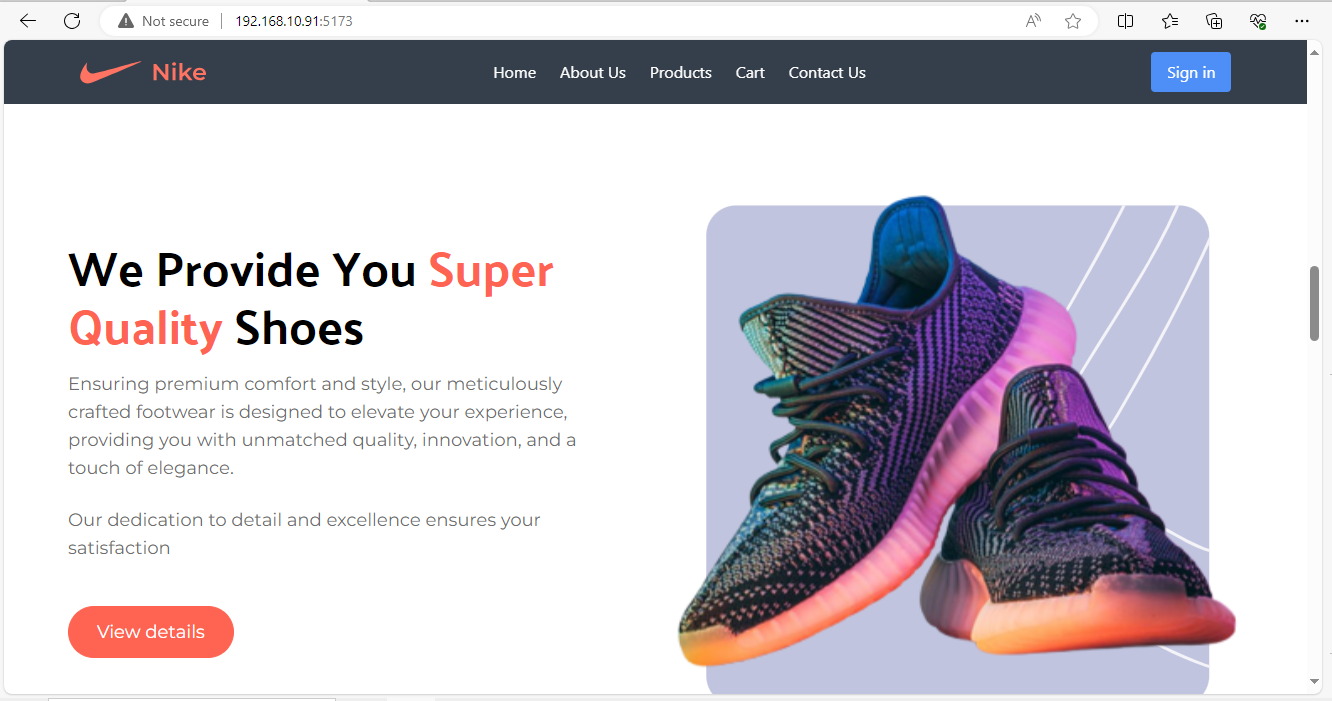 Not secure 192.168.10.91:5173
Nike Home About Us Products Cart Contact Us Sign in
We Provide You Super
Quality Shoes
Ensuring premium comfort and style, our meticulously
crafted footwear is designed to elevate your experience,
providing you with unmatched quality, innovation, and a
touch of elegance.
Our dedication to detail and excellence ensures your
satisfaction
View details